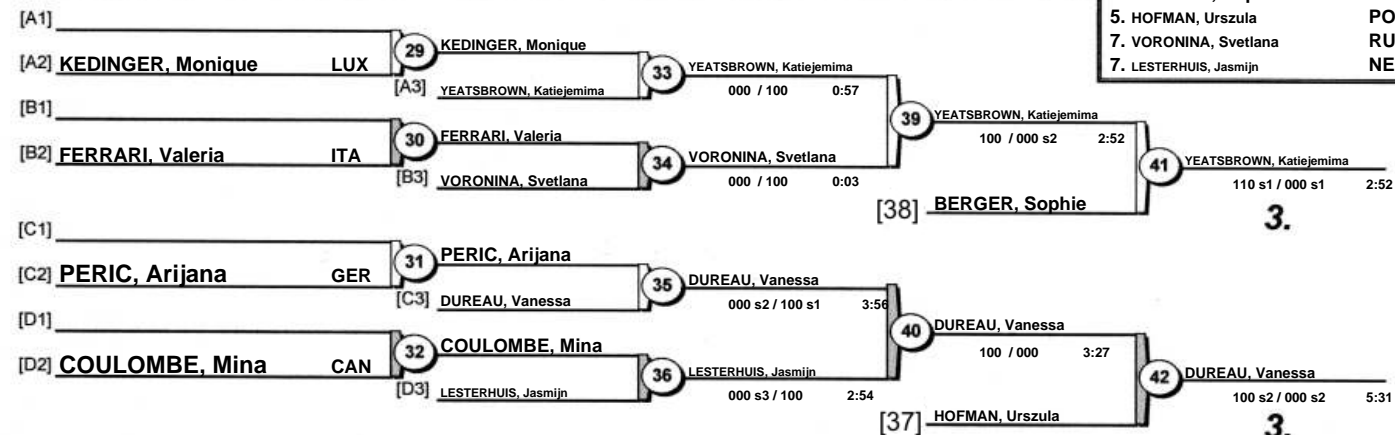 5. HOFMAN, Urszula PO
7. VORONINA, Svetlana RU
7. LESTERHUIS, Jasmijn NE
[A1]
[A2] KEDINGER, Monique LUX
29
KEDINGER, Monique
[A3] YEATSBROWN, Katiejemima
33
YEATSBROWN, Katiejemima
000 / 100 0:57
[B1]
[B2] FERRARI, Valeria ITA
30
FERRARI, Valeria
[B3] VORONINA, Svetlana
34
VORONINA, Svetlana
000 / 100 0:03
39
YEATSBROWN, Katiejemima
100 / 000 s2 2:52
[38] BERGER, Sophie
41
YEATSBROWN, Katiejemima
110 s1 / 000 s1 2:52
3.
[C1]
[C2] PERIC, Arijana GER
31
PERIC, Arijana
[C3] DUREAU, Vanessa
35
DUREAU, Vanessa
000 s2 / 100 s1 3:56
[D1]
[D2] COULOMBE, Mina CAN
32
COULOMBE, Mina
[D3] LESTERHUIS, Jasmijn
36
LESTERHUIS, Jasmijn
000 s3 / 100 2:54
40
DUREAU, Vanessa
100 / 000 3:27
[37] HOFMAN, Urszula
42
DUREAU, Vanessa
100 s2 / 000 s2 5:31
3.